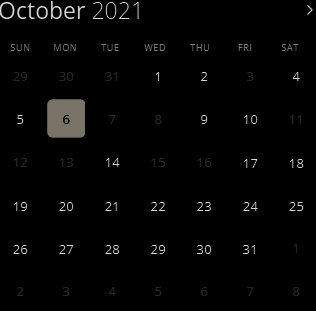 October 2021
SUN MON TUE WED THU FRI SAT
29 30 31 1 2 3 4
5 6 7 8 9 10 11
12 13 14 15 16 17 18
19 20 21 22 23 24 25
26 27 28 29 30 31 1
2 3 4 5 6 7 8